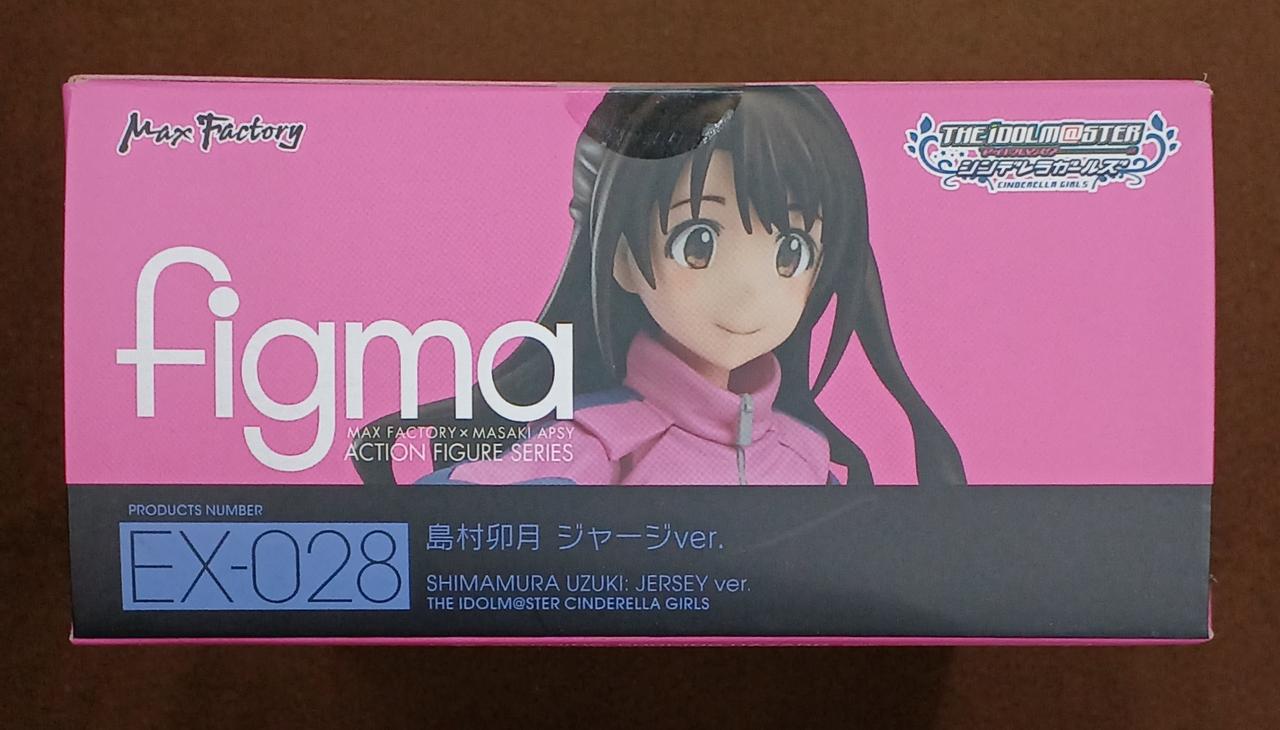 Max Factory
THE iDOLM@STER
アイドルマスター
シンデレラガールズ
CINDERELLA GIRLS
figma
MAX FACTORY × MASAKI APSY
ACTION FIGURE SERIES
PRODUCTS NUMBER
EX-028
島村卯月 ジャージver.
SHIMAMURA UZUKI: JERSEY ver.
THE IDOLM@STER CINDERELLA GIRLS